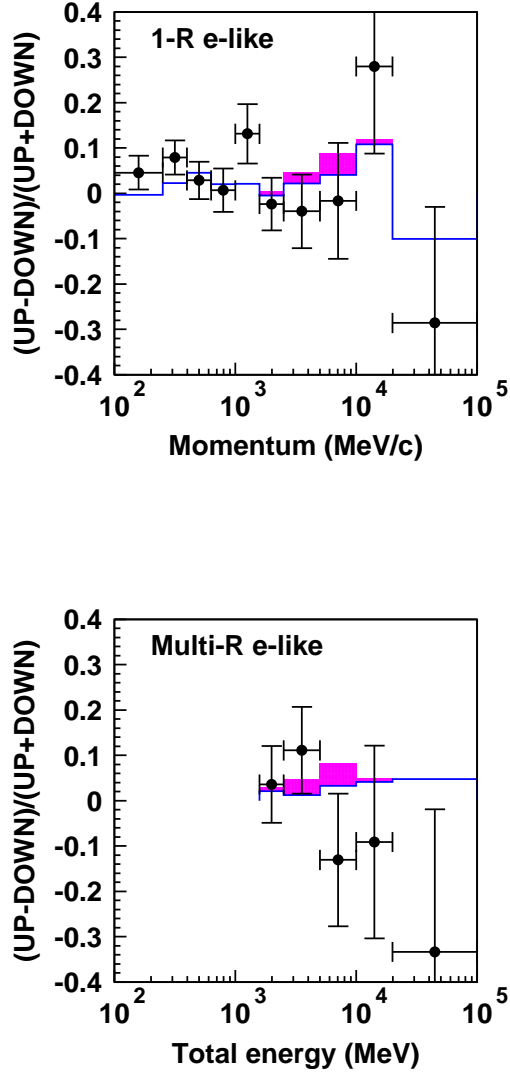 1-R e-like
(UP-DOWN)/(UP+DOWN)
0.4
0.3
0.2
0.1
0
-0.1
-0.2
-0.3
-0.4
10^2 10^3 10^4 10^5
Momentum (MeV/c)
Multi-R e-like
(UP-DOWN)/(UP+DOWN)
0.4
0.3
0.2
0.1
0
-0.1
-0.2
-0.3
-0.4
10^2 10^3 10^4 10^5
Total energy (MeV)